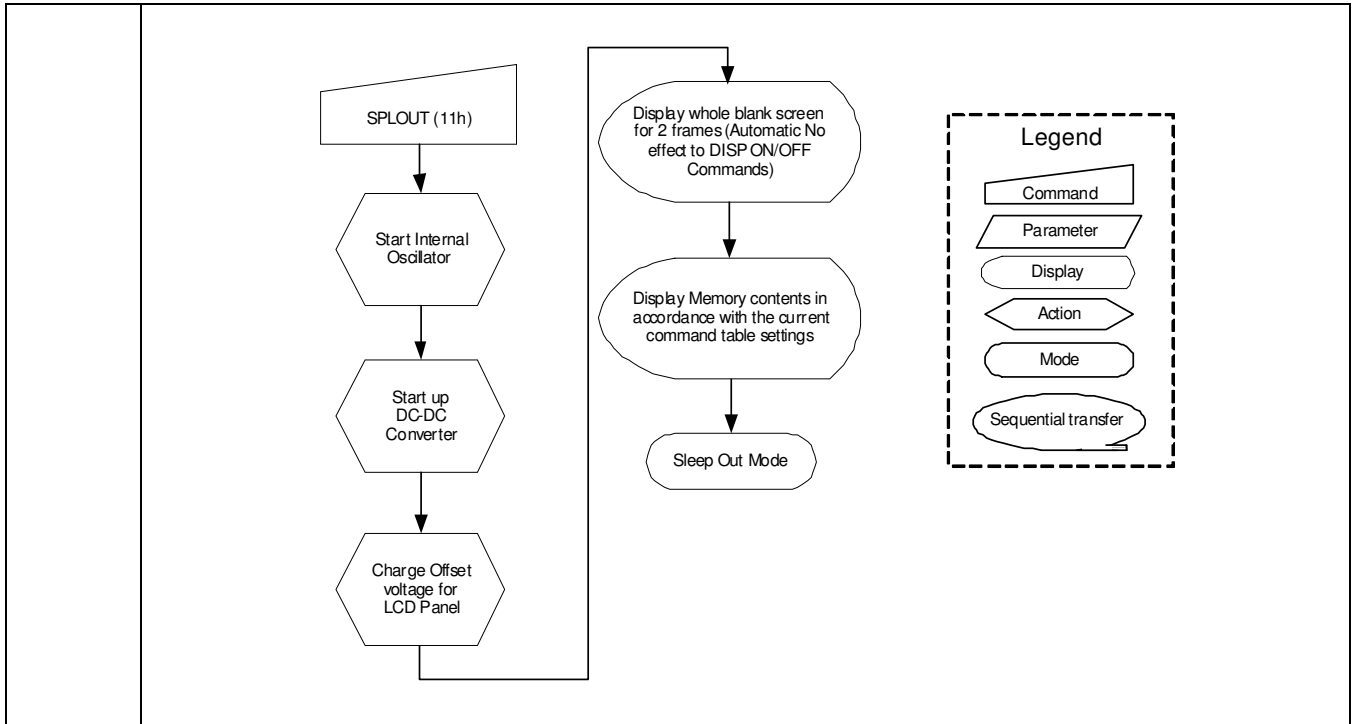 SPLOUT (11h)
Start Internal
Oscillator
Start up
DC-DC
Converter
Charge Offset
voltage for
LCD Panel
Display whole blank screen
for 2 frames (Automatic No
effect to DISP ON/OFF
Commands)
Display Memory contents in
accordance with the current
command table settings
Sleep Out Mode
Legend
Command
Parameter
Display
Action
Mode
Sequential transfer